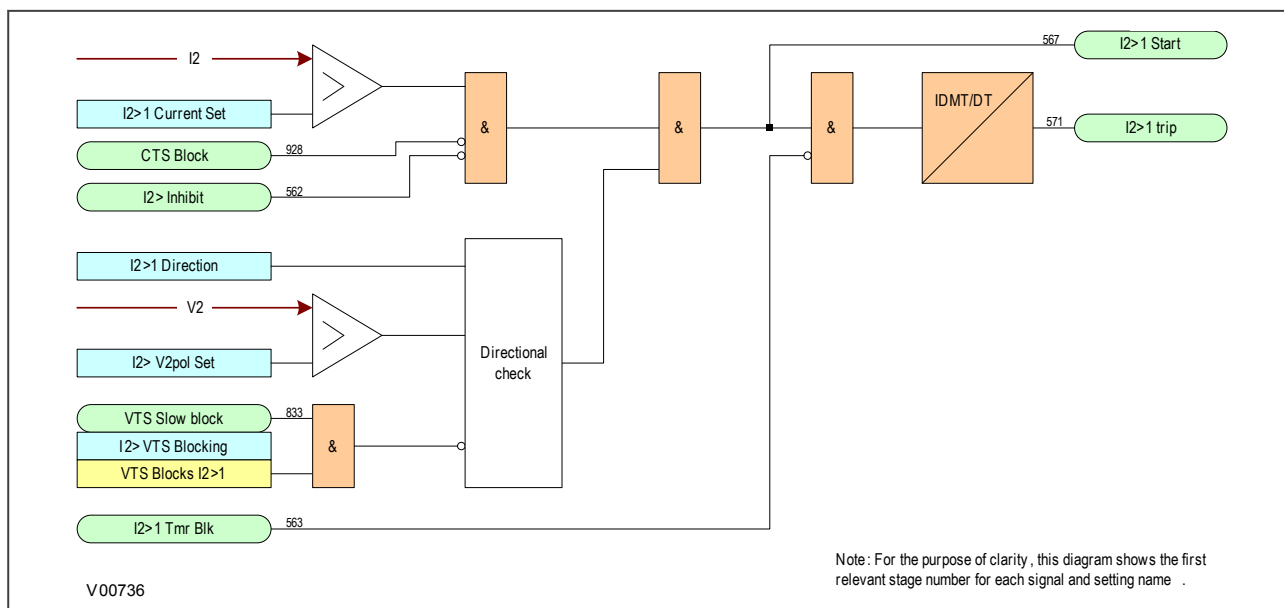 I2
I2>1 Current Set
CTS Block
928
I2> Inhibit
562
&
&
567
I2>1 Start
&
IDMT/DT
571
I2>1 trip
I2>1 Direction
V2
I2> V2pol Set
Directional
check
VTS Slow block
833
I2> VTS Blocking
VTS Blocks I2>1
&
I2>1 Tmr Blk
563
Note: For the purpose of clarity, this diagram shows the first
relevant stage number for each signal and setting name .
V00736